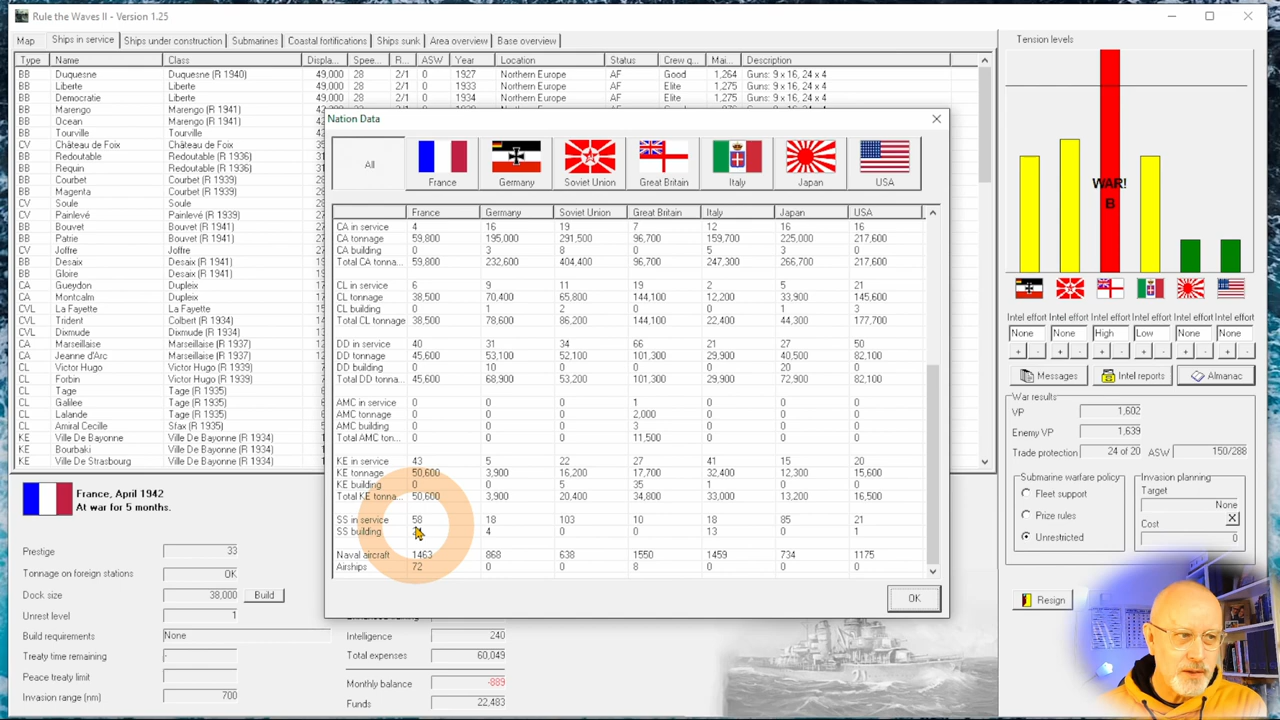 Rule the Waves II - Version 1.25
Map Ships in service Ships under construction Submarines Coastal fortifications Ships sunk Area overview Base overview
Type Name Class Displa... Spee... R... ASW Year Location Status Crew q... Mai... Description
BB Duquesne Duquesne (R 1940) 49,000 28 2/1 0 1927 Northern Europe AF Good 1,264 Guns: 9 x 16, 24 x 4
BB Liberte Liberte 49,000 28 2/1 0 1933 Northern Europe AF Elite 1,275 Guns: 9 x 16, 24 x 4
BB Democratie Liberte 49,000 28 2/1 0 1934 Northern Europe AF Elite 1,275 Guns: 9 x 16, 24 x 4
BB Marengo Marengo (R 1941)
BB Ocean Marengo (R 1941)
BB Tourville Tourville
CV Château de Foix Château de Foix
BB Redoutable Redoutable (R 1936)
BB Requin Redoutable (R 1936)
BB Courbet Courbet (R 1941)
BB Magenta Courbet (R 1941)
CV Soule Soule
CV Painlevé Painlevé (R 1939)
BB Bouvet Bouvet (R 1941)
BB Patrie Bouvet (R 1941)
CV Joffre Joffre
BB Desaix Desaix (R 1941)
BB Gloire Desaix (R 1941)
CA Gueydon Dupleix
CA Montcalm Dupleix
CVL La Fayette La Fayette
CVL Trident Colbert (R 1934)
CVL Dixmude Dixmude
CA Marseillaise Marseillaise (R 1937)
CA Jeanne d'Arc Marseillaise (R 1937)
CL Victor Hugo Victor Hugo (R 1939)
CL Forbin Victor Hugo (R 1939)
CL Tage Tage (R 1935)
CL Galilee Tage (R 1935)
CL Lalande Tage (R 1935)
CL Amiral Cecille Sfax (R 1935)
KE Ville De Bayonne Ville De Bayonne (R 1934)
KE Bourbaki Ville De Bayonne (R 1934)
KE Ville De Strasbourg Ville De Bayonne (R 1934)
Nation Data
All France Germany Soviet Union Great Britain Italy Japan USA
France Germany Soviet Union Great Britain Italy Japan USA
CA in service 4 16 19 7 12 16 16
CA tonnage 59,800 195,000 291,500 96,700 159,700 225,000 217,600
CA building 0 3 8 0 5 3 0
Total CA tonna... 59,800 232,600 404,400 96,700 247,300 266,700 217,600
CL in service 6 9 11 19 2 5 21
CL tonnage 38,500 70,400 65,800 144,100 12,200 33,900 145,600
CL building 0 1 2 0 1 1 3
Total CL tonnage 38,500 78,600 86,200 144,100 22,400 44,300 177,700
DD in service 40 31 34 66 21 27 50
DD tonnage 45,600 53,100 52,100 101,300 29,900 40,500 82,100
DD building 0 10 0 0 0 20 0
Total DD tonnage 45,600 68,900 53,200 101,300 29,900 72,900 82,100
AMC in service 0 0 0 1 0 0 0
AMC tonnage 0 0 0 2,000 0 0 0
AMC building 0 0 0 3 0 0 0
Total AMC ton... 0 0 0 11,500 0 0 0
KE in service 43 5 22 27 41 15 20
KE tonnage 50,600 3,900 16,200 17,700 32,400 13,200 15,600
KE building 0 0 5 35 1 0 0
Total KE tonna... 50,600 3,900 20,400 34,800 33,000 13,200 16,500
SS in service 58 18 103 10 18 85 21
SS building 4 0 0 13 0 1
Naval aircraft 1463 868 638 1550 1459 734 1175
Airships 72 0 0 8 0 0 0
OK
France, April 1942
At war for 5 months.
Prestige 33
Tonnage on foreign stations OK
Dock size 38,000 Build
Unrest level 1
Build requirements None
Treaty time remaining -
Peace treaty limit
Invasion range (nm) 700
Intelligence 240
Total expenses 60,049
Monthly balance -889
Funds 22,483
Tension levels
WAR!
B
Intel effort Intel effort Intel effort Intel effort Intel effort Intel effort
None None High Low None None
+ - + - + - + - + - + -
Messages Intel reports Almanac
War results
VP 1,602
Enemy VP 1,639
Trade protection 24 of 20 ASW 150/288
Submarine warfare policy
Fleet support
Prize rules
Unrestricted
Invasion planning
Target
None
Cost
0
Resign